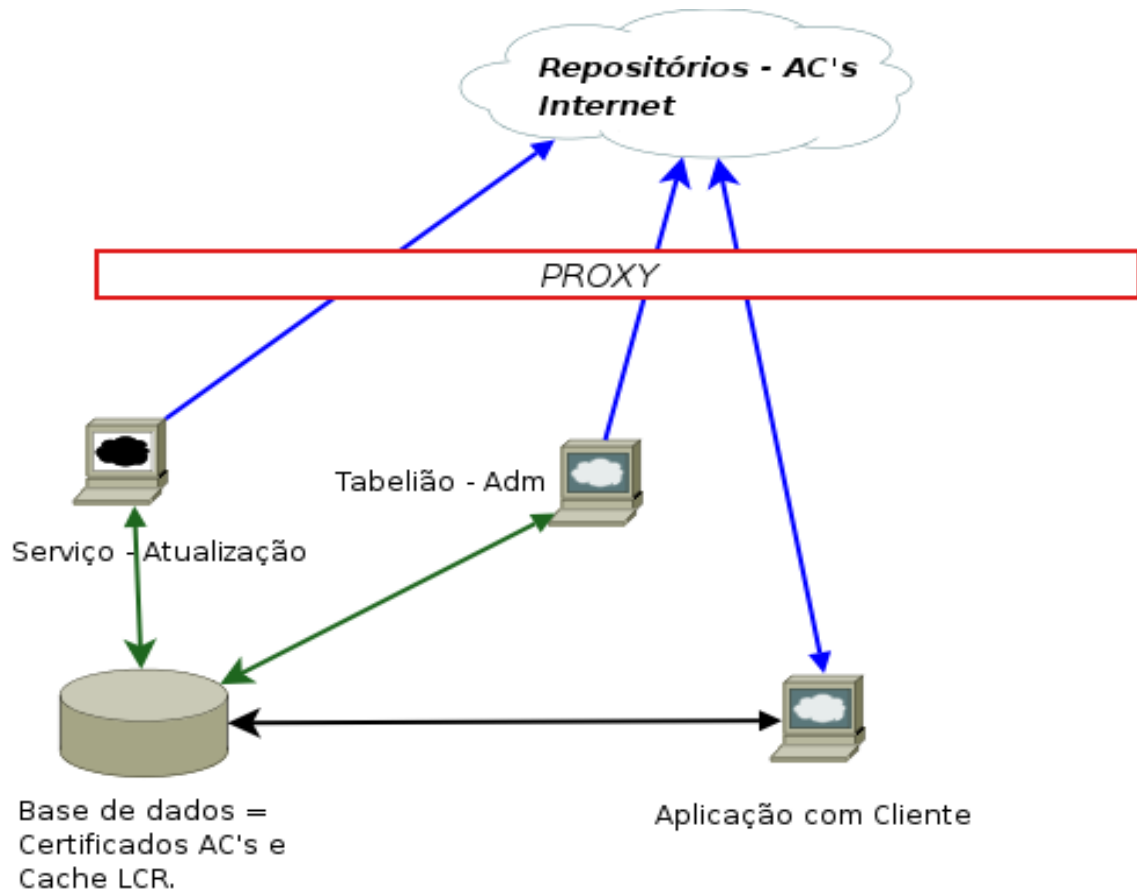 Repositórios - AC's
Internet
PROXY
Tabelião - Adm
Serviço - Atualização
Base de dados =
Certificados AC's e
Cache LCR.
Aplicação com Cliente